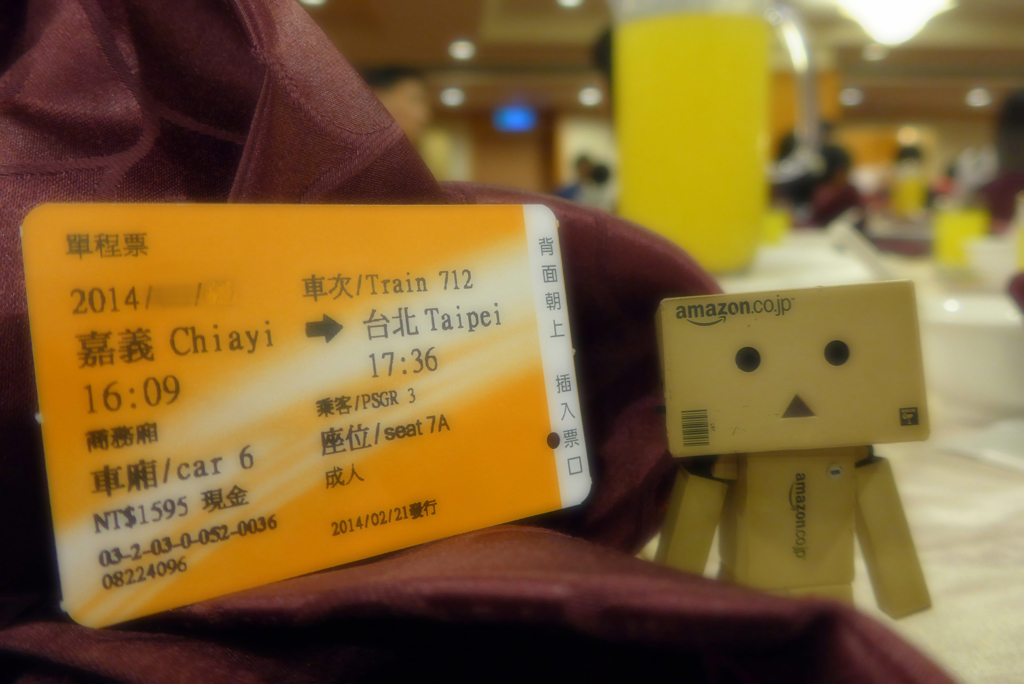 單程票
2014/
車次/Train 712
嘉義 Chiayi → 台北 Taipei
16:09
17:36
商務廂
乘客/PSGR 3
車廂/car 6
座位/seat 7A
NT$1595 現金
成人
03-2-03-0-052-0036
08224096
2014/02/21發行
背面朝上 插入票口
amazon.co.jp
amazon.co.jp